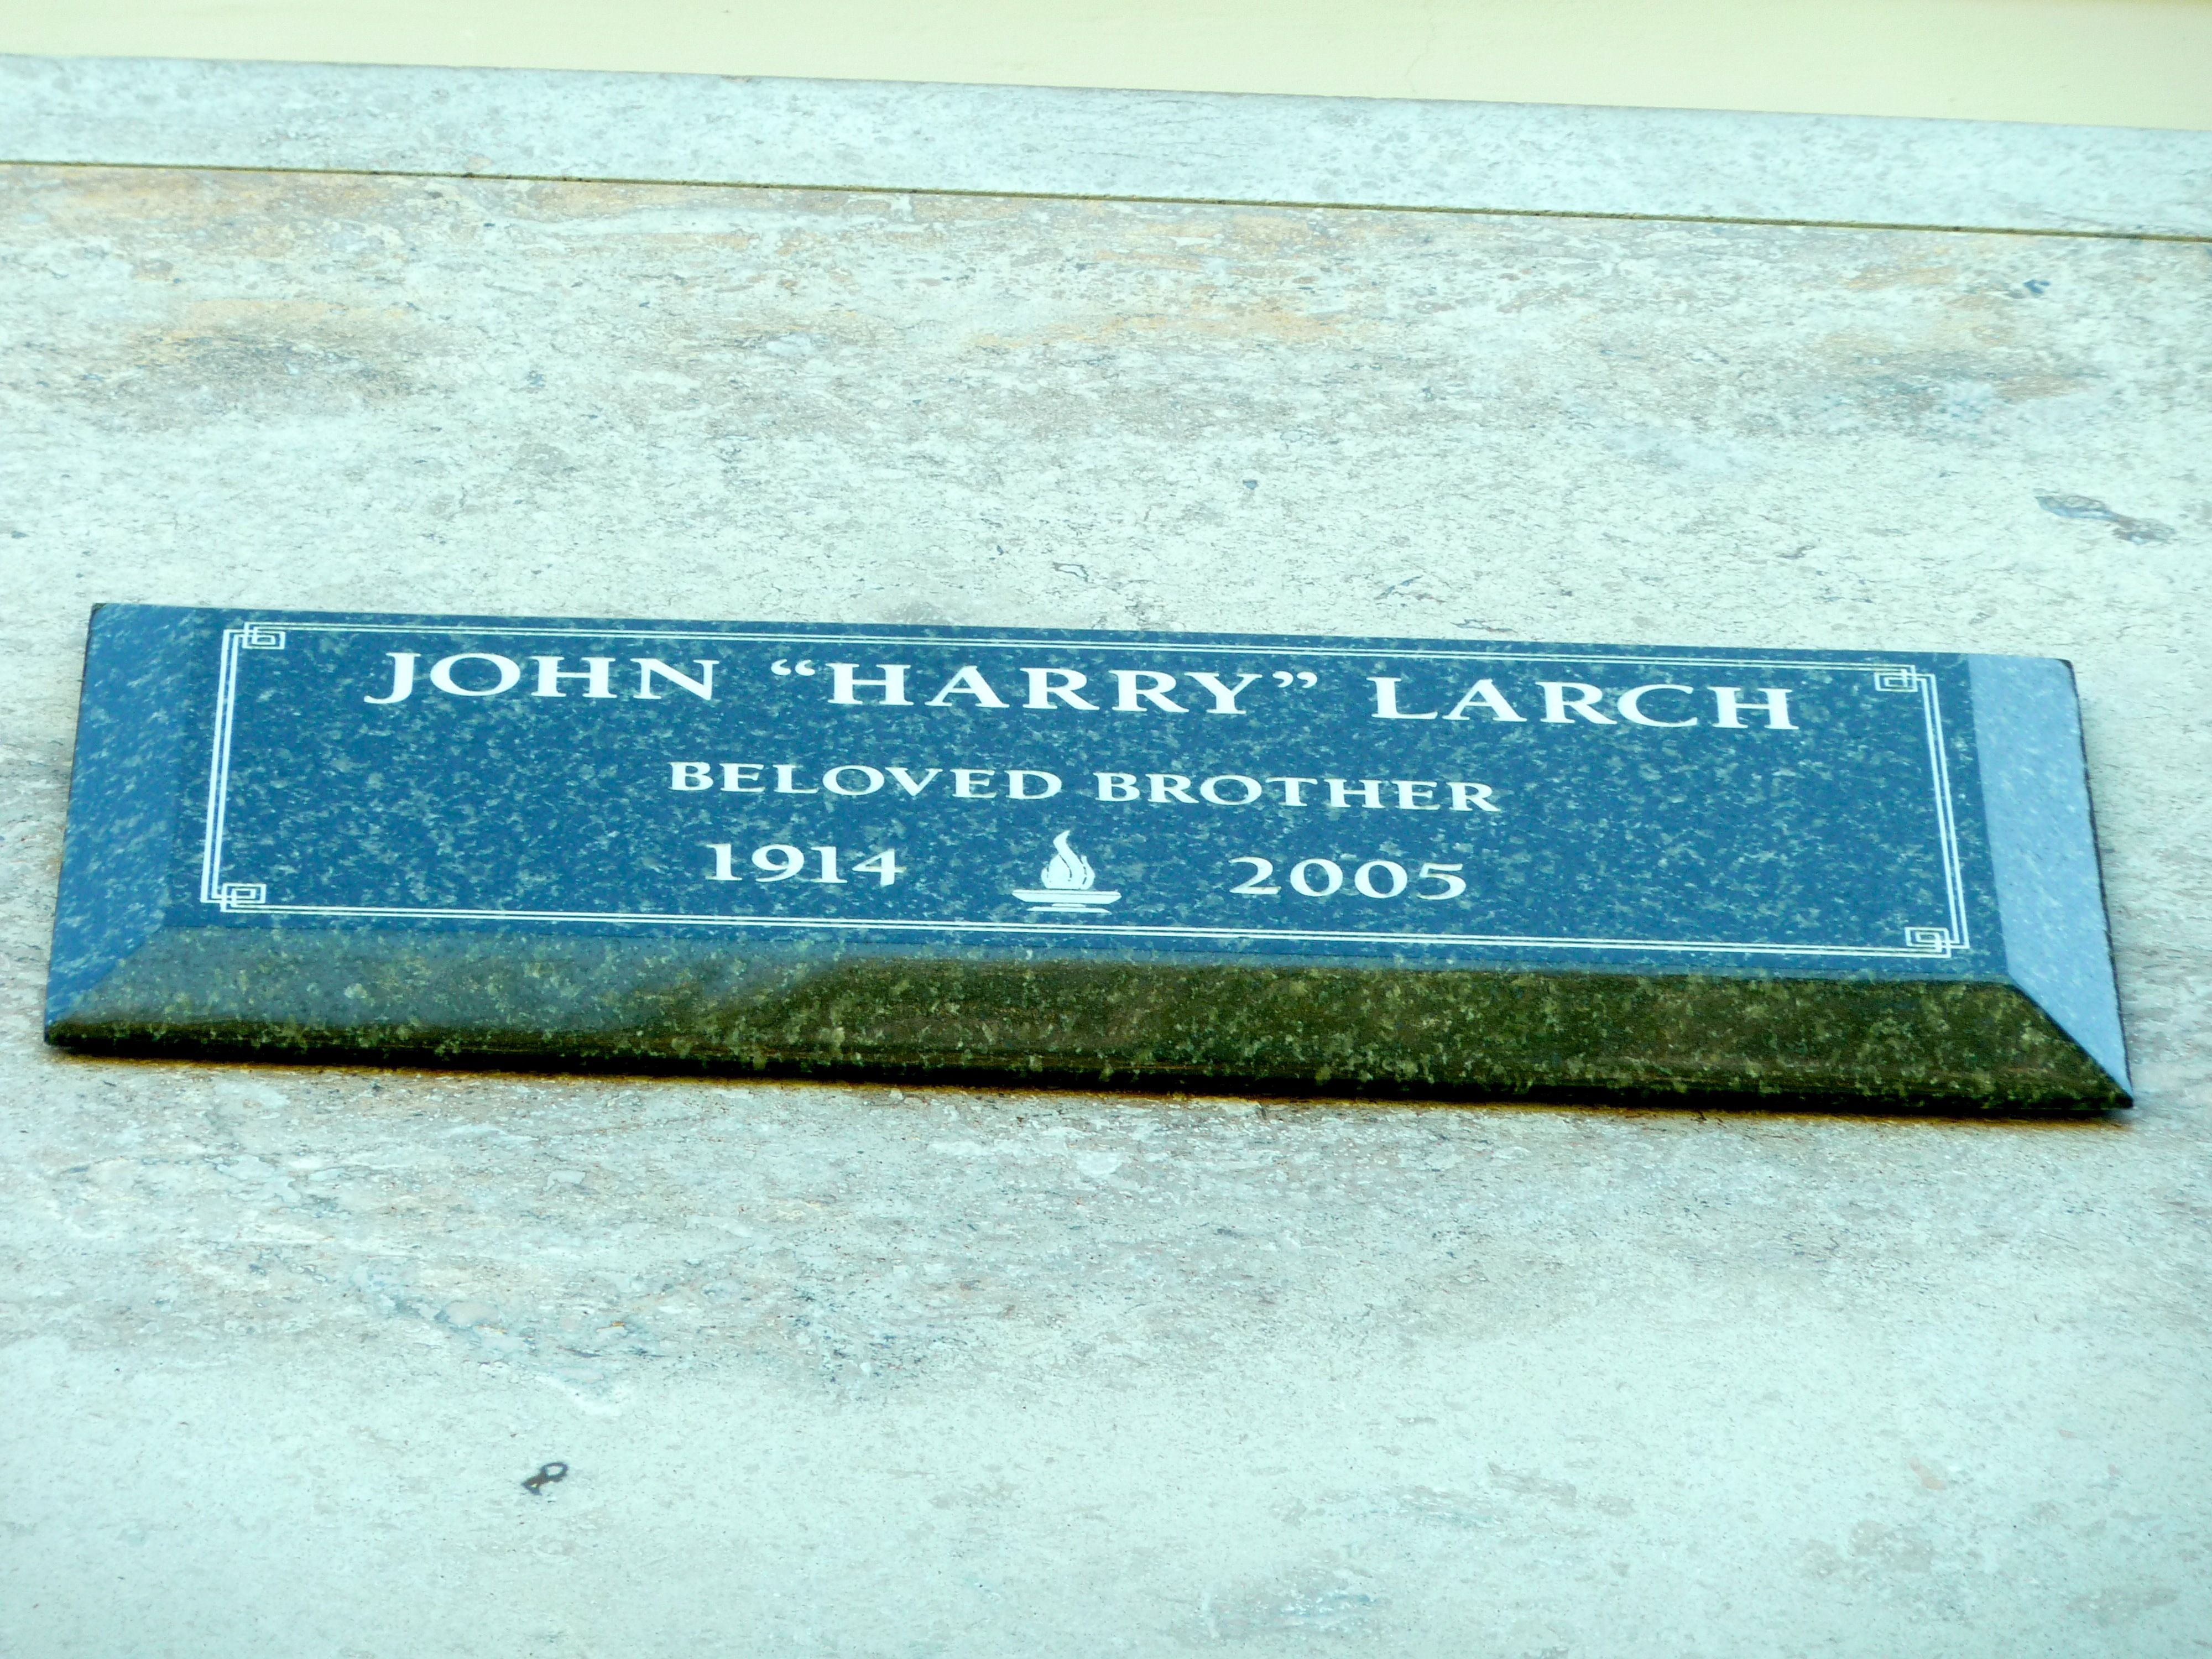 JOHN “HARRY” LARCH
BELOVED BROTHER
1914 2005